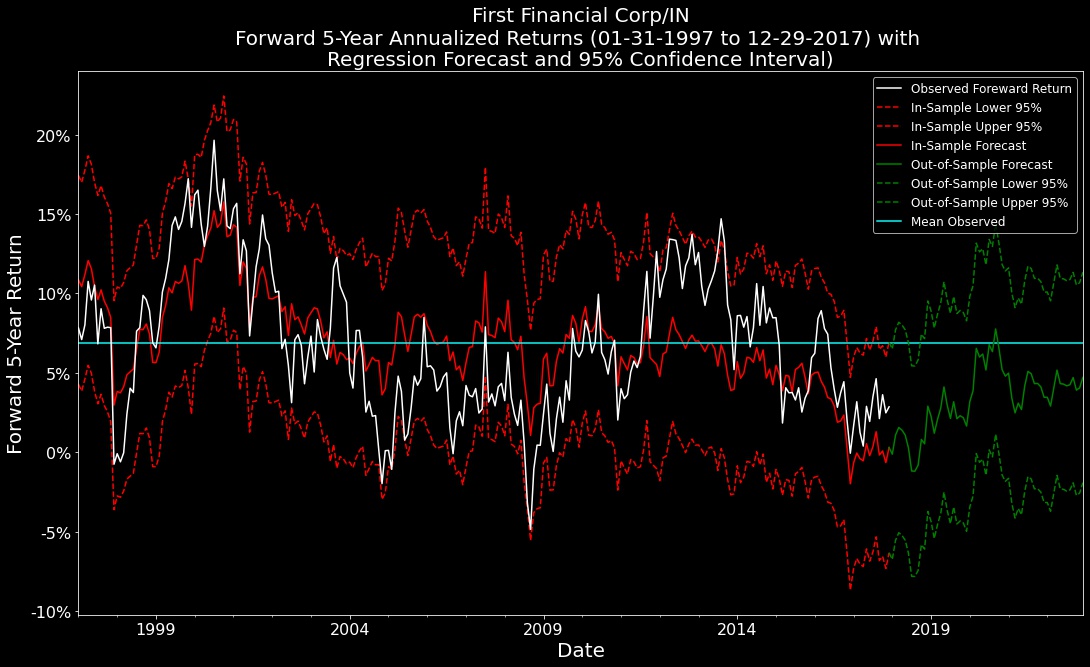 First Financial Corp/IN
Forward 5-Year Annualized Returns (01-31-1997 to 12-29-2017) with
Regression Forecast and 95% Confidence Interval)
Observed Foreward Return
In-Sample Lower 95%
In-Sample Upper 95%
In-Sample Forecast
Out-of-Sample Forecast
Out-of-Sample Lower 95%
Out-of-Sample Upper 95%
Mean Observed
Forward 5-Year Return
20%
15%
10%
5%
0%
-5%
-10%
1999 2004 2009 2014 2019
Date